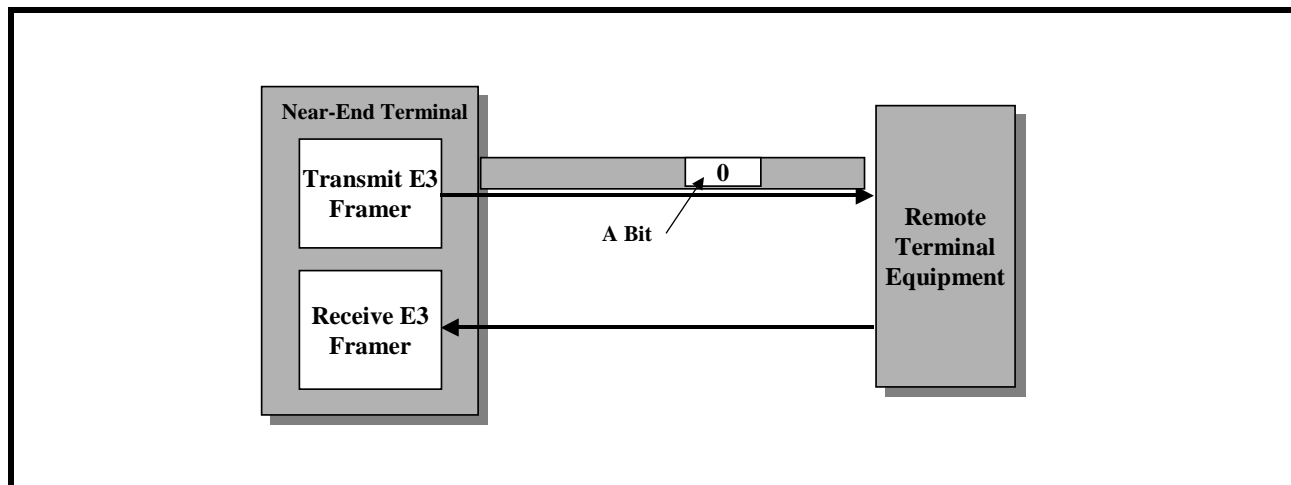 Near-End Terminal
Transmit E3
Framer
0
A Bit
Remote
Terminal
Equipment
Receive E3
Framer